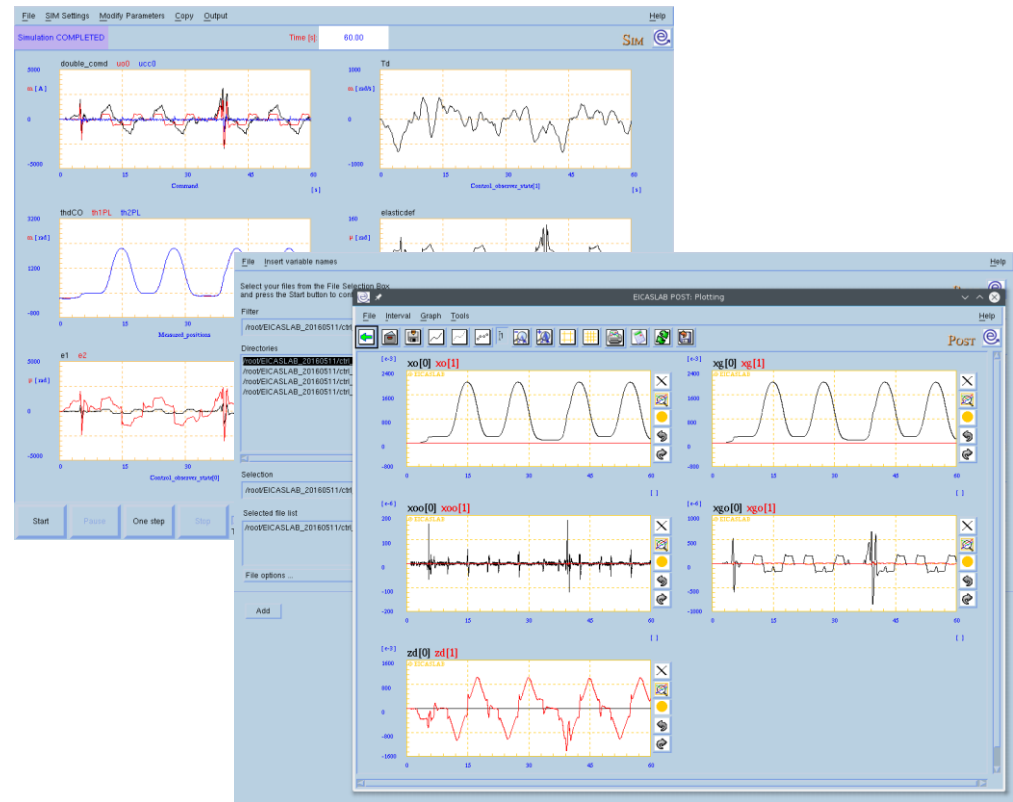 File SIM Settings Modify Parameters Copy Output Help
Simulation COMPLETED Time [s] 60.00 SIM
double_comd uo0 ucc0
5000
m [ A ]
0
-5000
0 15 30 45 60
Command
[ s ]
Td
1000
0
-1000
0 15 30 45 60
Control_observer_state[1]
[ s ]
thdCO th1PL th2PL
3200
m [ rad ]
1200
-800
0 15 30
Measured_positions
elasticdef
160
μ [ rad ]
e1 e2
5000
μ [ rad ]
0
-5000
0 15 30
Control_observer_state[0]
Start Pause One step Stop
File Insert variable names Help
Select your files from the File Selection Box
and press the Start button to con
Filter
/root/EICASLAB_20160511/ctrl
Directories
/root/EICASLAB_20160511/ctrl_
/root/EICASLAB_20160511/ctrl_
/root/EICASLAB_20160511/ctrl_
/root/EICASLAB_20160511/ctrl_
Selection
/root/EICASLAB_20160511/ctrl_
Selected file list
/root/EICASLAB_20160511/ctrl_
File options ...
Add
EICASLAB POST: Plotting
File Interval Graph Tools Help
POST
[e-3] xo[0] xo[1]
2400
© EICASLAB
1600
800
0
-800
0 15 30 45 60
[ ]
[e-3] xg[0] xg[1]
2400
© EICASLAB
1600
800
0
-800
0 15 30 45 60
[ ]
[e-6] xoo[0] xoo[1]
200
© EICASLAB
100
0
-100
-200
0 15 30 45 60
[ ]
[e-6] xgo[0] xgo[1]
1000
© EICASLAB
500
0
-500
-1000
0 15 30 45 60
[ ]
[e-3] zd[0] zd[1]
1600
© EICASLAB
800
0
-800
-1600
0 15 30 45 60
[ ]